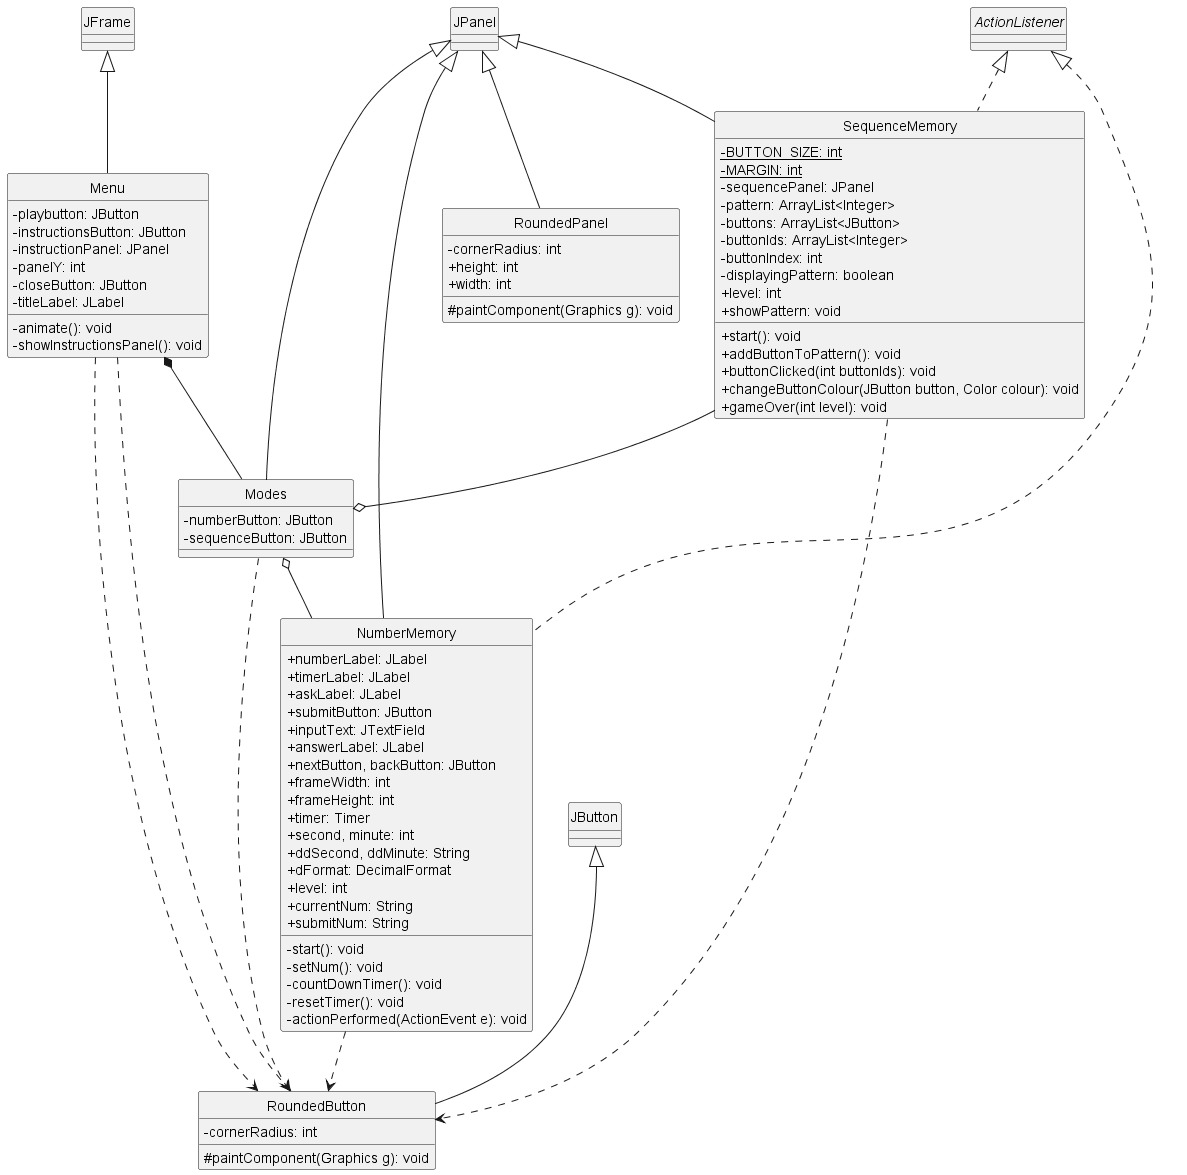 JFrame
JPanel
ActionListener
SequenceMemory
-BUTTON_SIZE: int
-MARGIN: int
-sequencePanel: JPanel
-pattern: ArrayList<Integer>
-buttons: ArrayList<JButton>
-buttonIds: ArrayList<Integer>
-buttonIndex: int
-displayingPattern: boolean
+level: int
+showPattern: void
+start(): void
+addButtonToPattern(): void
+buttonClicked(int buttonIds): void
+changeButtonColour(JButton button, Color colour): void
+gameOver(int level): void
Menu
-playbutton: JButton
-instructionsButton: JButton
-instructionPanel: JPanel
-panelY: int
-closeButton: JButton
-titleLabel: JLabel
-animate(): void
-showInstructionsPanel(): void
RoundedPanel
-cornerRadius: int
+height: int
+width: int
#paintComponent(Graphics g): void
Modes
-numberButton: JButton
-sequenceButton: JButton
NumberMemory
+numberLabel: JLabel
+timerLabel: JLabel
+askLabel: JLabel
+submitButton: JButton
+inputText: JTextField
+answerLabel: JLabel
+nextButton, backButton: JButton
+frameWidth: int
+frameHeight: int
+timer: Timer
+second, minute: int
+ddSecond, ddMinute: String
+dFormat: DecimalFormat
+level: int
+currentNum: String
+submitNum: String
-start(): void
-setNum(): void
-countDownTimer(): void
-resetTimer(): void
-actionPerformed(ActionEvent e): void
JButton
RoundedButton
-cornerRadius: int
#paintComponent(Graphics g): void